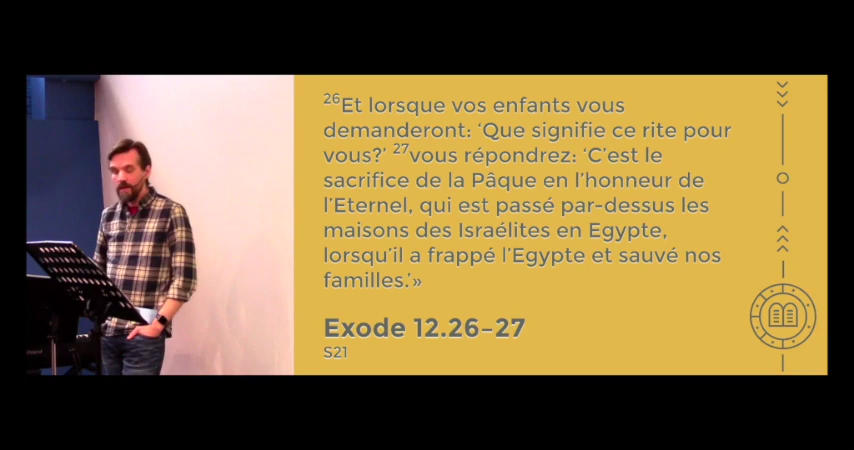 ²⁶Et lorsque vos enfants vous
demanderont: ‘Que signifie ce rite pour
vous?’ ²⁷vous répondrez: ‘C’est le
sacrifice de la Pâque en l’honneur de
l’Eternel, qui est passé par-dessus les
maisons des Israélites en Egypte,
lorsqu’il a frappé l’Egypte et sauvé nos
familles.’»
Exode 12.26–27
S21